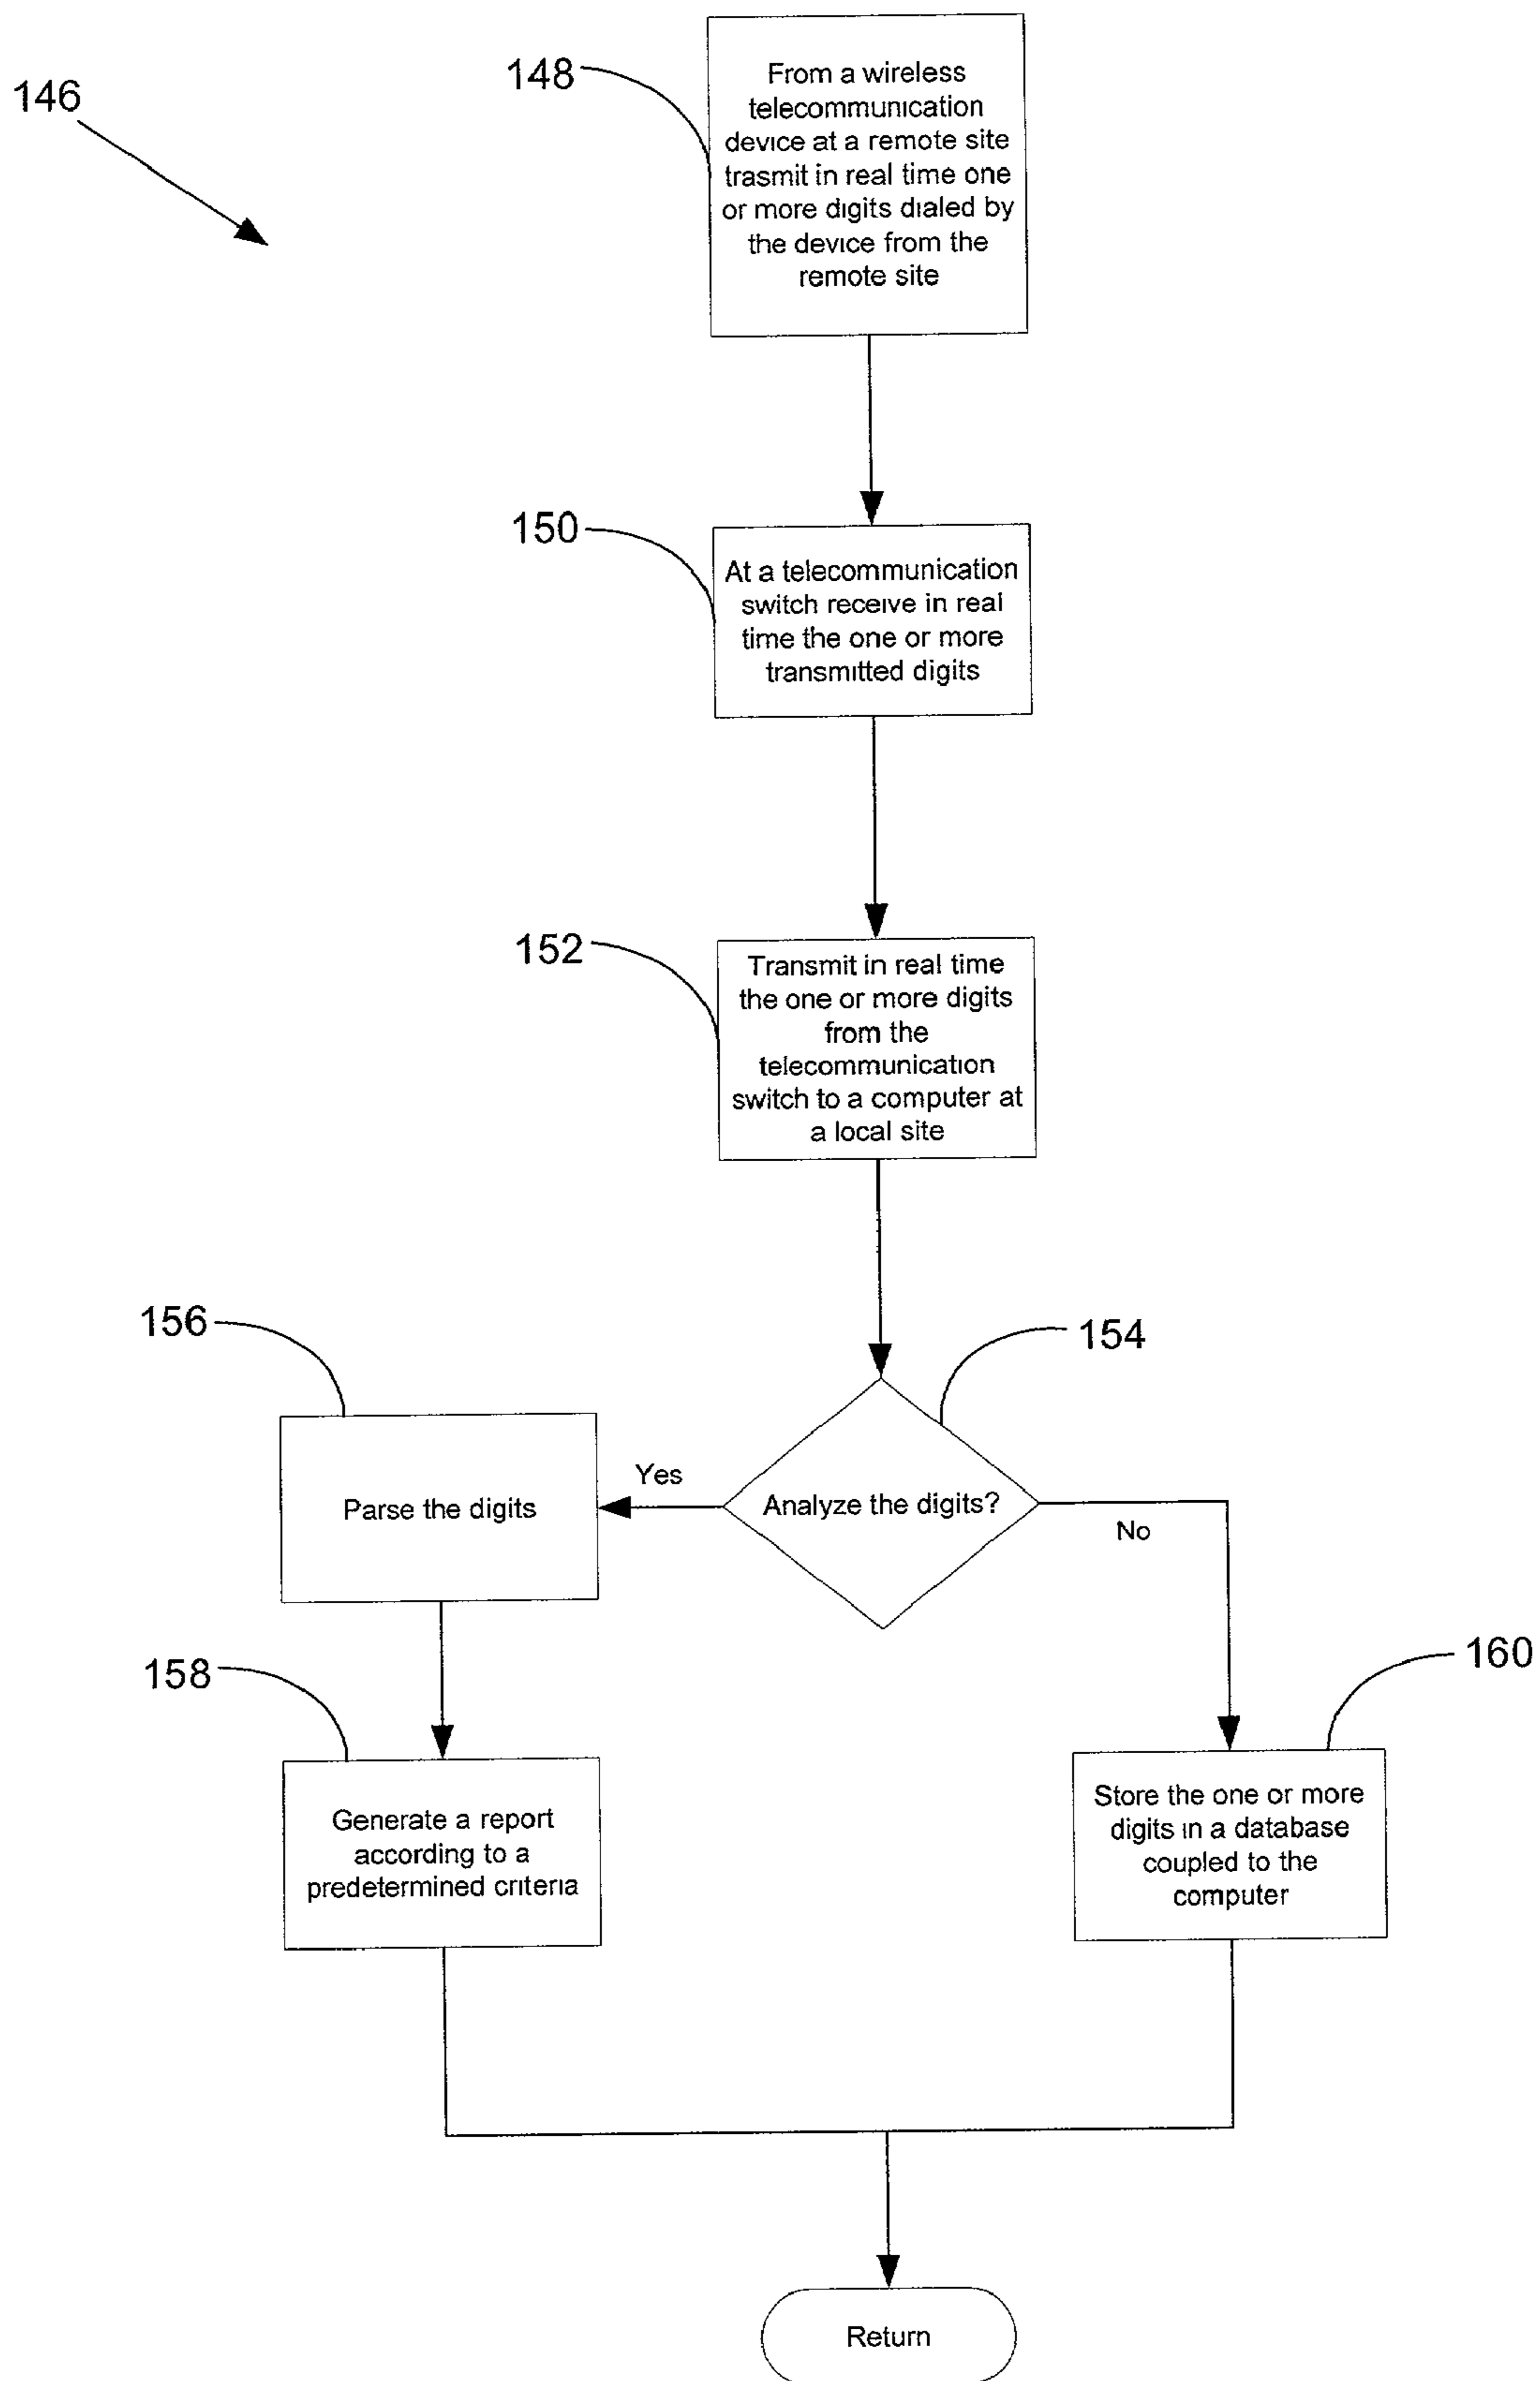 146
148
From a wireless
telecommunication
device at a remote site
trasmit in real time one
or more digits dialed by
the device from the
remote site
150
At a telecommunication
switch receive in real
time the one or more
transmitted digits
152
Transmit in real time
the one or more digits
from the
telecommunication
switch to a computer at
a local site
154
Analyze the digits?
Yes
No
156
Parse the digits
158
Generate a report
according to a
predetermined criteria
160
Store the one or more
digits in a database
coupled to the
computer
Return